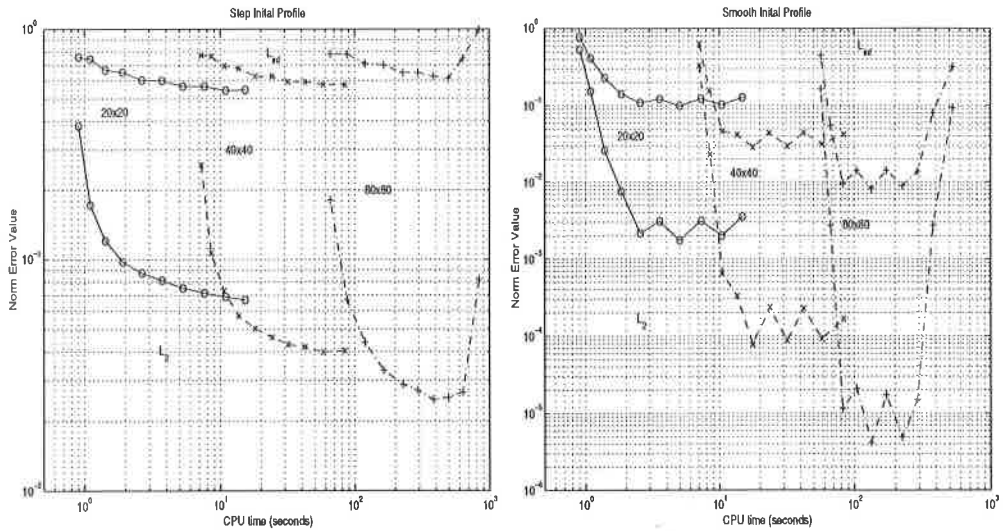 Step Inital Profile
10^0
L_inf
20x20
40x40
80x80
Norm Error Value
10^-1
L_2
10^-2
10^0
10^1
10^2
10^3
CPU time (seconds)
Smooth Inital Profile
10^0
L_inf
10^-1
20x20
10^-2
40x40
80x80
Norm Error Value
10^-3
L_2
10^-4
10^-5
10^-6
10^0
10^1
10^2
10^3
CPU time (seconds)